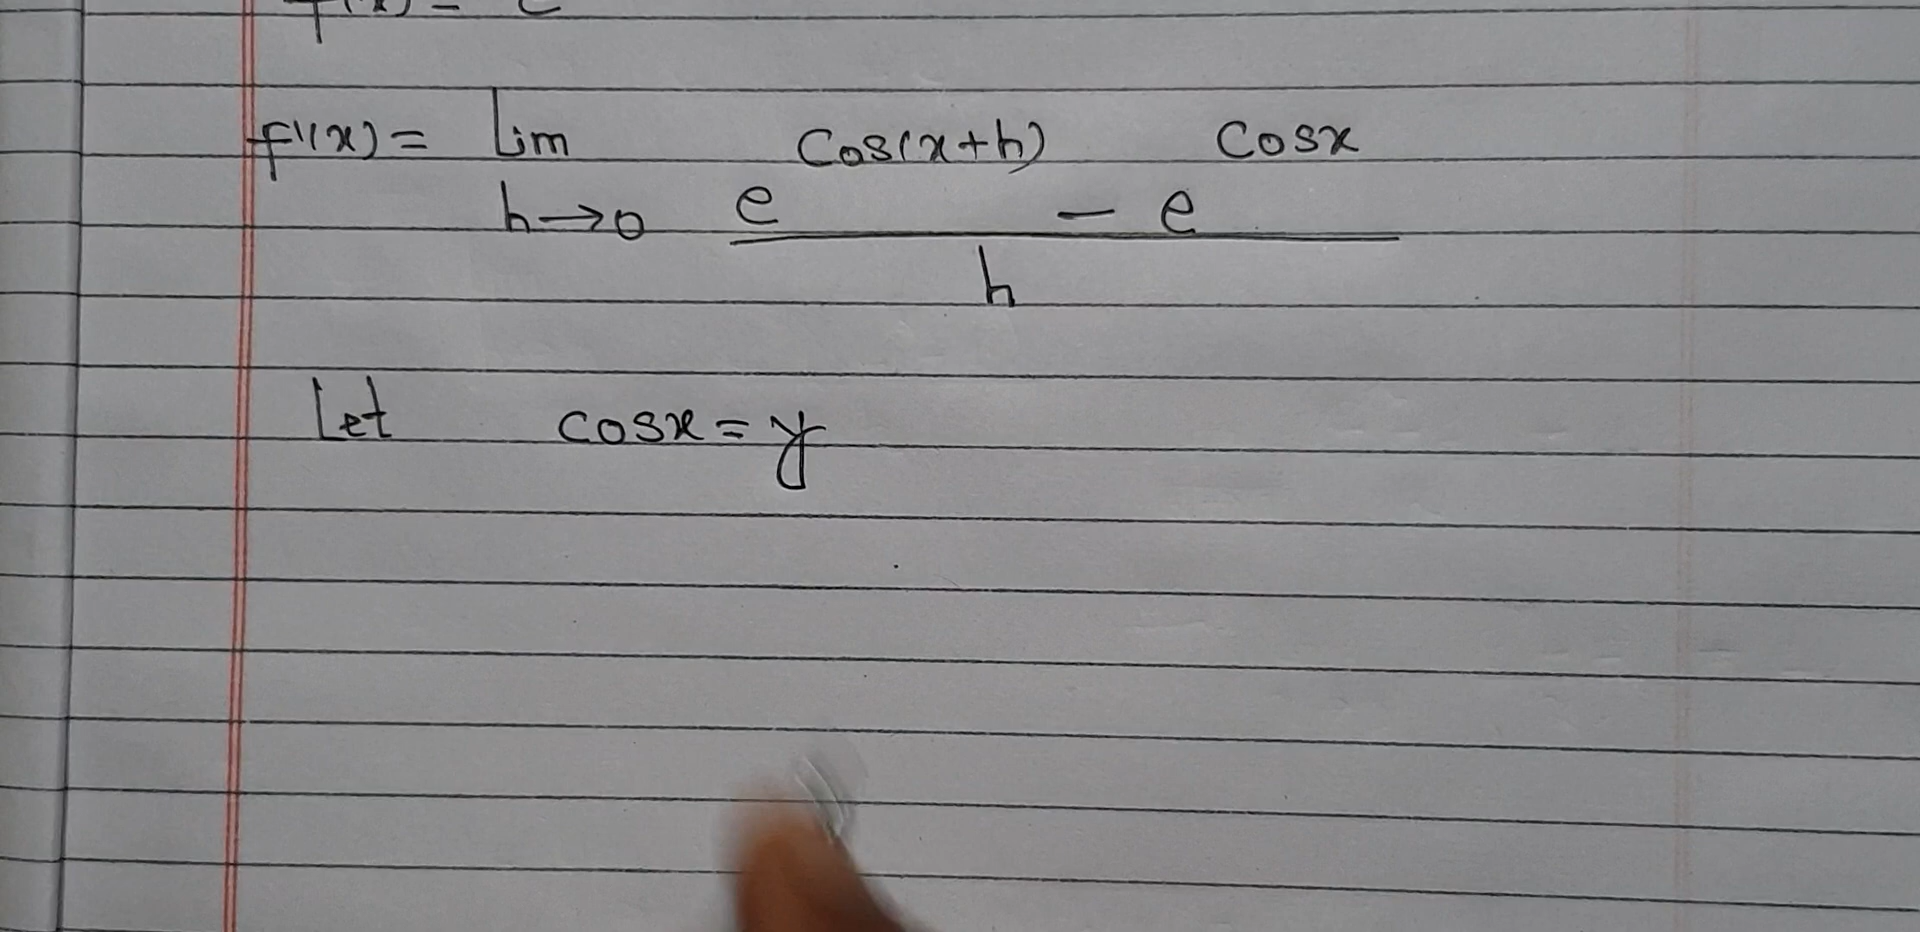 f'(x) = Lim h→0 (e^Cos(x+h) - e^Cosx) / h
Let cosx = y